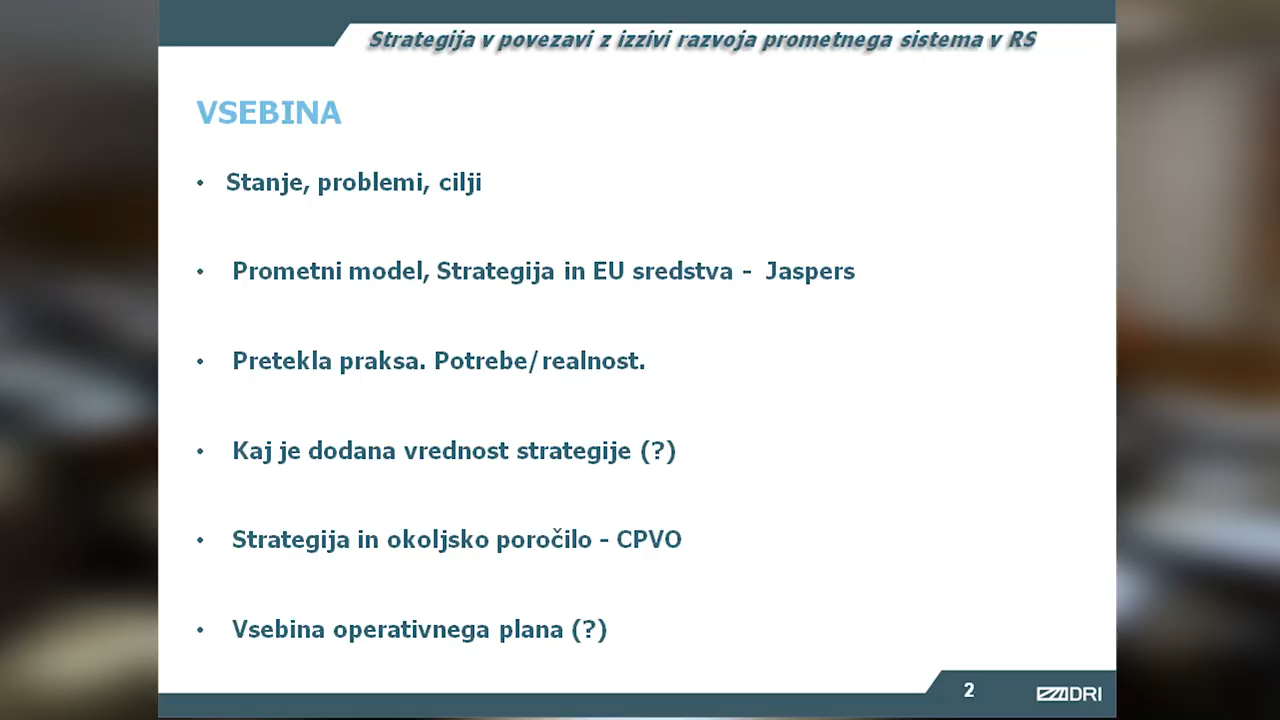 Strategija v povezavi z izzivi razvoja prometnega sistema v RS
VSEBINA
• Stanje, problemi, cilji
• Prometni model, Strategija in EU sredstva - Jaspers
• Pretekla praksa. Potrebe/realnost.
• Kaj je dodana vrednost strategije (?)
• Strategija in okoljsko poročilo - CPVO
• Vsebina operativnega plana (?)
2
DRI